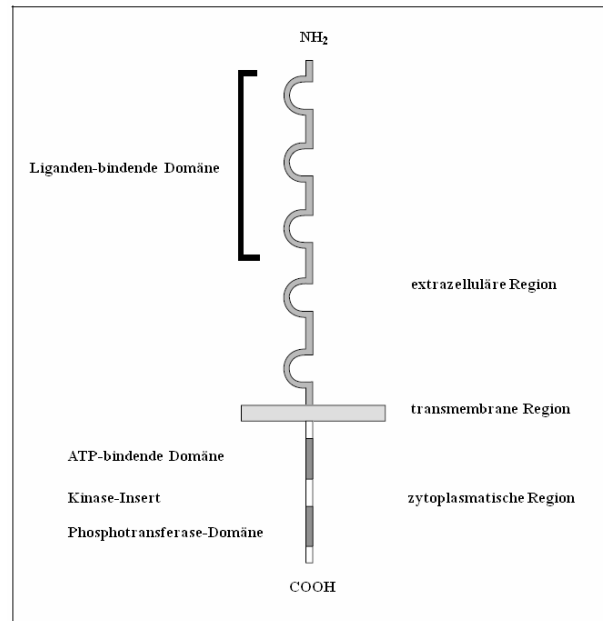 NH₂
Liganden-bindende Domäne
extrazelluläre Region
transmembrane Region
ATP-bindende Domäne
Kinase-Insert
zytoplasmatische Region
Phosphotransferase-Domäne
COOH